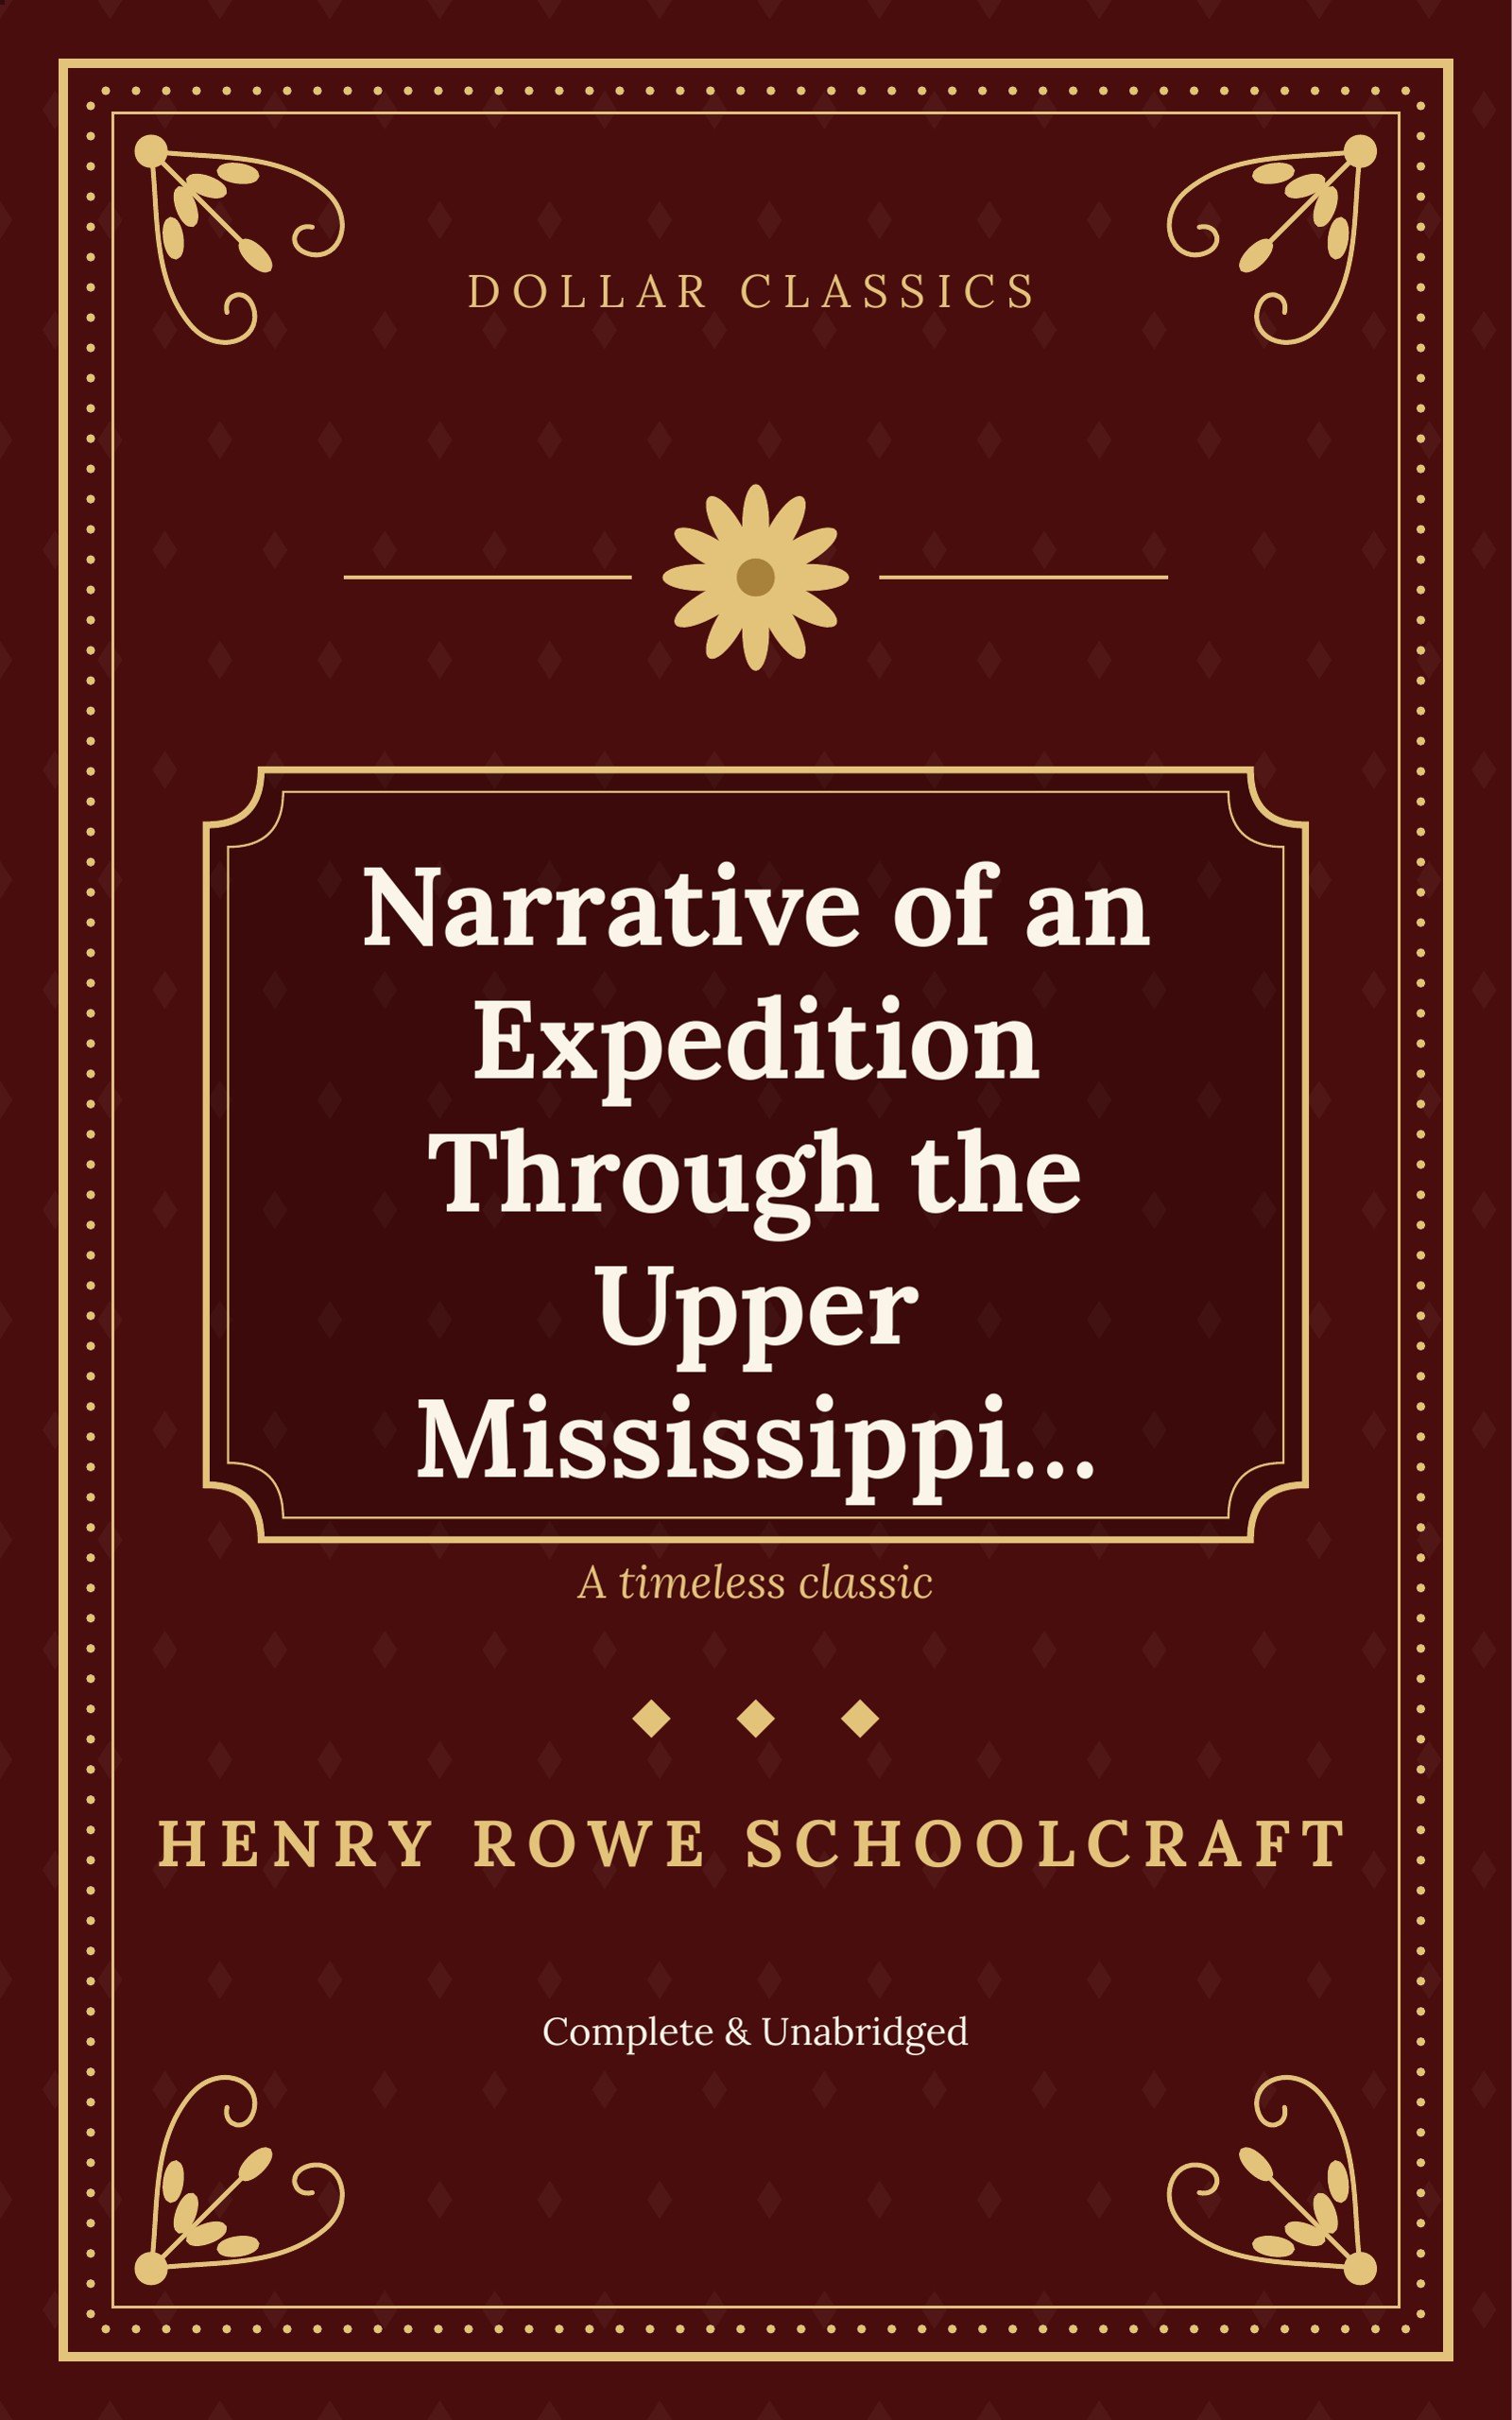 DOLLAR CLASSICS
Narrative of an
Expedition
Through the
Upper
Mississippi...
A timeless classic
HENRY ROWE SCHOOLCRAFT
Complete & Unabridged